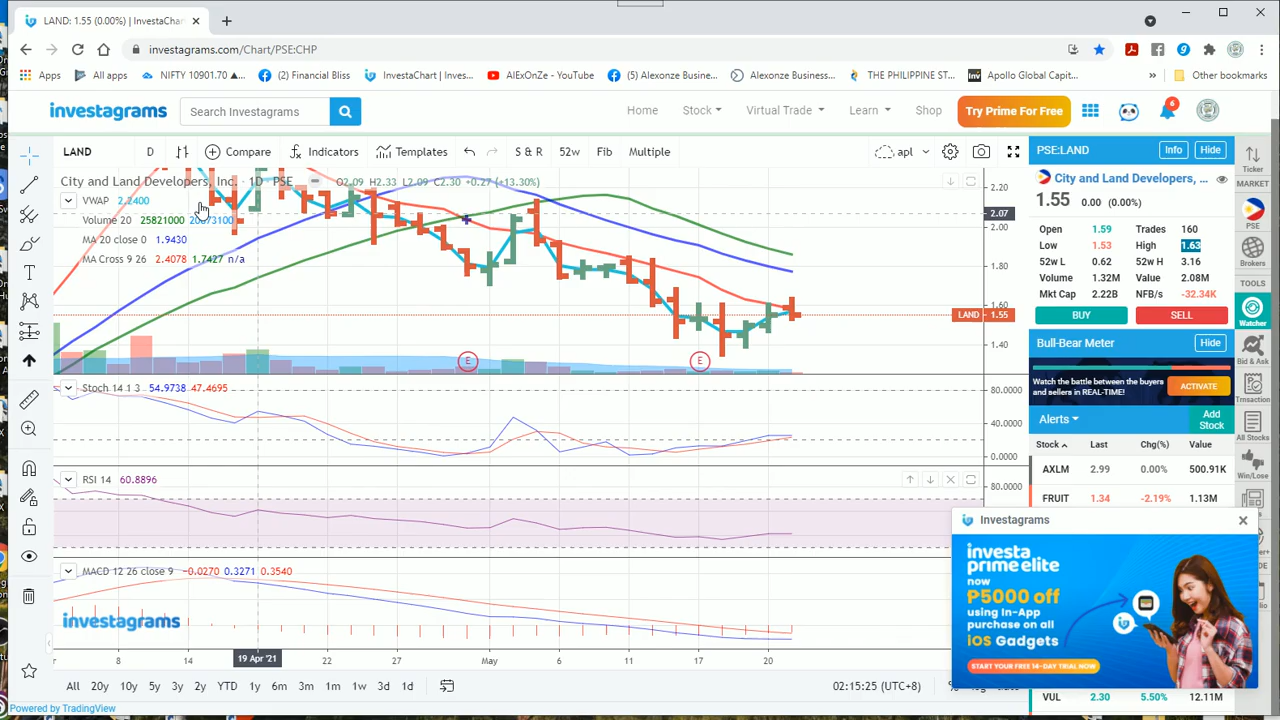 LAND: 1.55 (0.00%) | InvestaCha
investagrams.com/Chart/PSE:CHP
Apps
All apps
NIFTY 10901.70 ▲...
(2) Financial Bliss
InvestaChart | Inves...
AlExOnZe - YouTube
(5) Alexonze Busine...
Alexonze Business...
THE PHILIPPINE ST...
Apollo Global Capit...
»
Other bookmarks
investagrams
Search Investagrams
Home
Stock
Virtual Trade
Learn
Shop
Try Prime For Free
6
LAND
D
Compare
Indicators
Templates
S & R
52w
Fib
Multiple
apl
City and Land Developers, Inc. · 1D · PSE
O2.09 H2.33 L2.09 C2.30 +0.27 (+13.30%)
VWAP 2.2400
Volume 20 25821000
MA 20 close 0 1.9430
MA Cross 9 26 2.4078 1.7427 n/a
2.20
2.07
2.00
1.80
1.60
LAND 1.55
1.40
E
E
Stoch 14 1 3 54.9738 47.4695
80.0000
40.0000
0.0000
RSI 14 60.8896
80.0000
MACD 12 26 close 9 -0.0270 0.3271 0.3540
investagrams
8
14
19 Apr '21
22
27
May
6
11
17
20
All
20y
10y
5y
3y
2y
YTD
1y
6m
3m
1m
1w
3d
1d
02:15:25 (UTC+8)
%
log
Powered by TradingView
PSE:LAND
Info
Hide
City and Land Developers, ...
1.55 0.00 (0.00%)
Open 1.59 Trades 160
Low 1.53 High 1.63
52w L 0.62 52w H 3.16
Volume 1.32M Value 2.08M
Mkt Cap 2.22B NFB/s -32.34K
BUY
SELL
Bull-Bear Meter
Hide
Watch the battle between the buyers
and sellers in REAL-TIME!
ACTIVATE
Alerts
Add
Stock
Stock Last Chg(%) Value
AXLM 2.99 0.00% 500.91K
FRUIT 1.34 -2.19% 1.13M
VUL 2.30 5.50% 12.11M
Ticker
MARKET
PSE
Brokers
TOOLS
Watcher
Bid & Ask
Trnsaction
All Stocks
Win/Lose
Investagrams
investa
prime elite
now
₱5000 off
using In-App
purchase on all
iOS Gadgets
START YOUR FREE 14-DAY TRIAL NOW